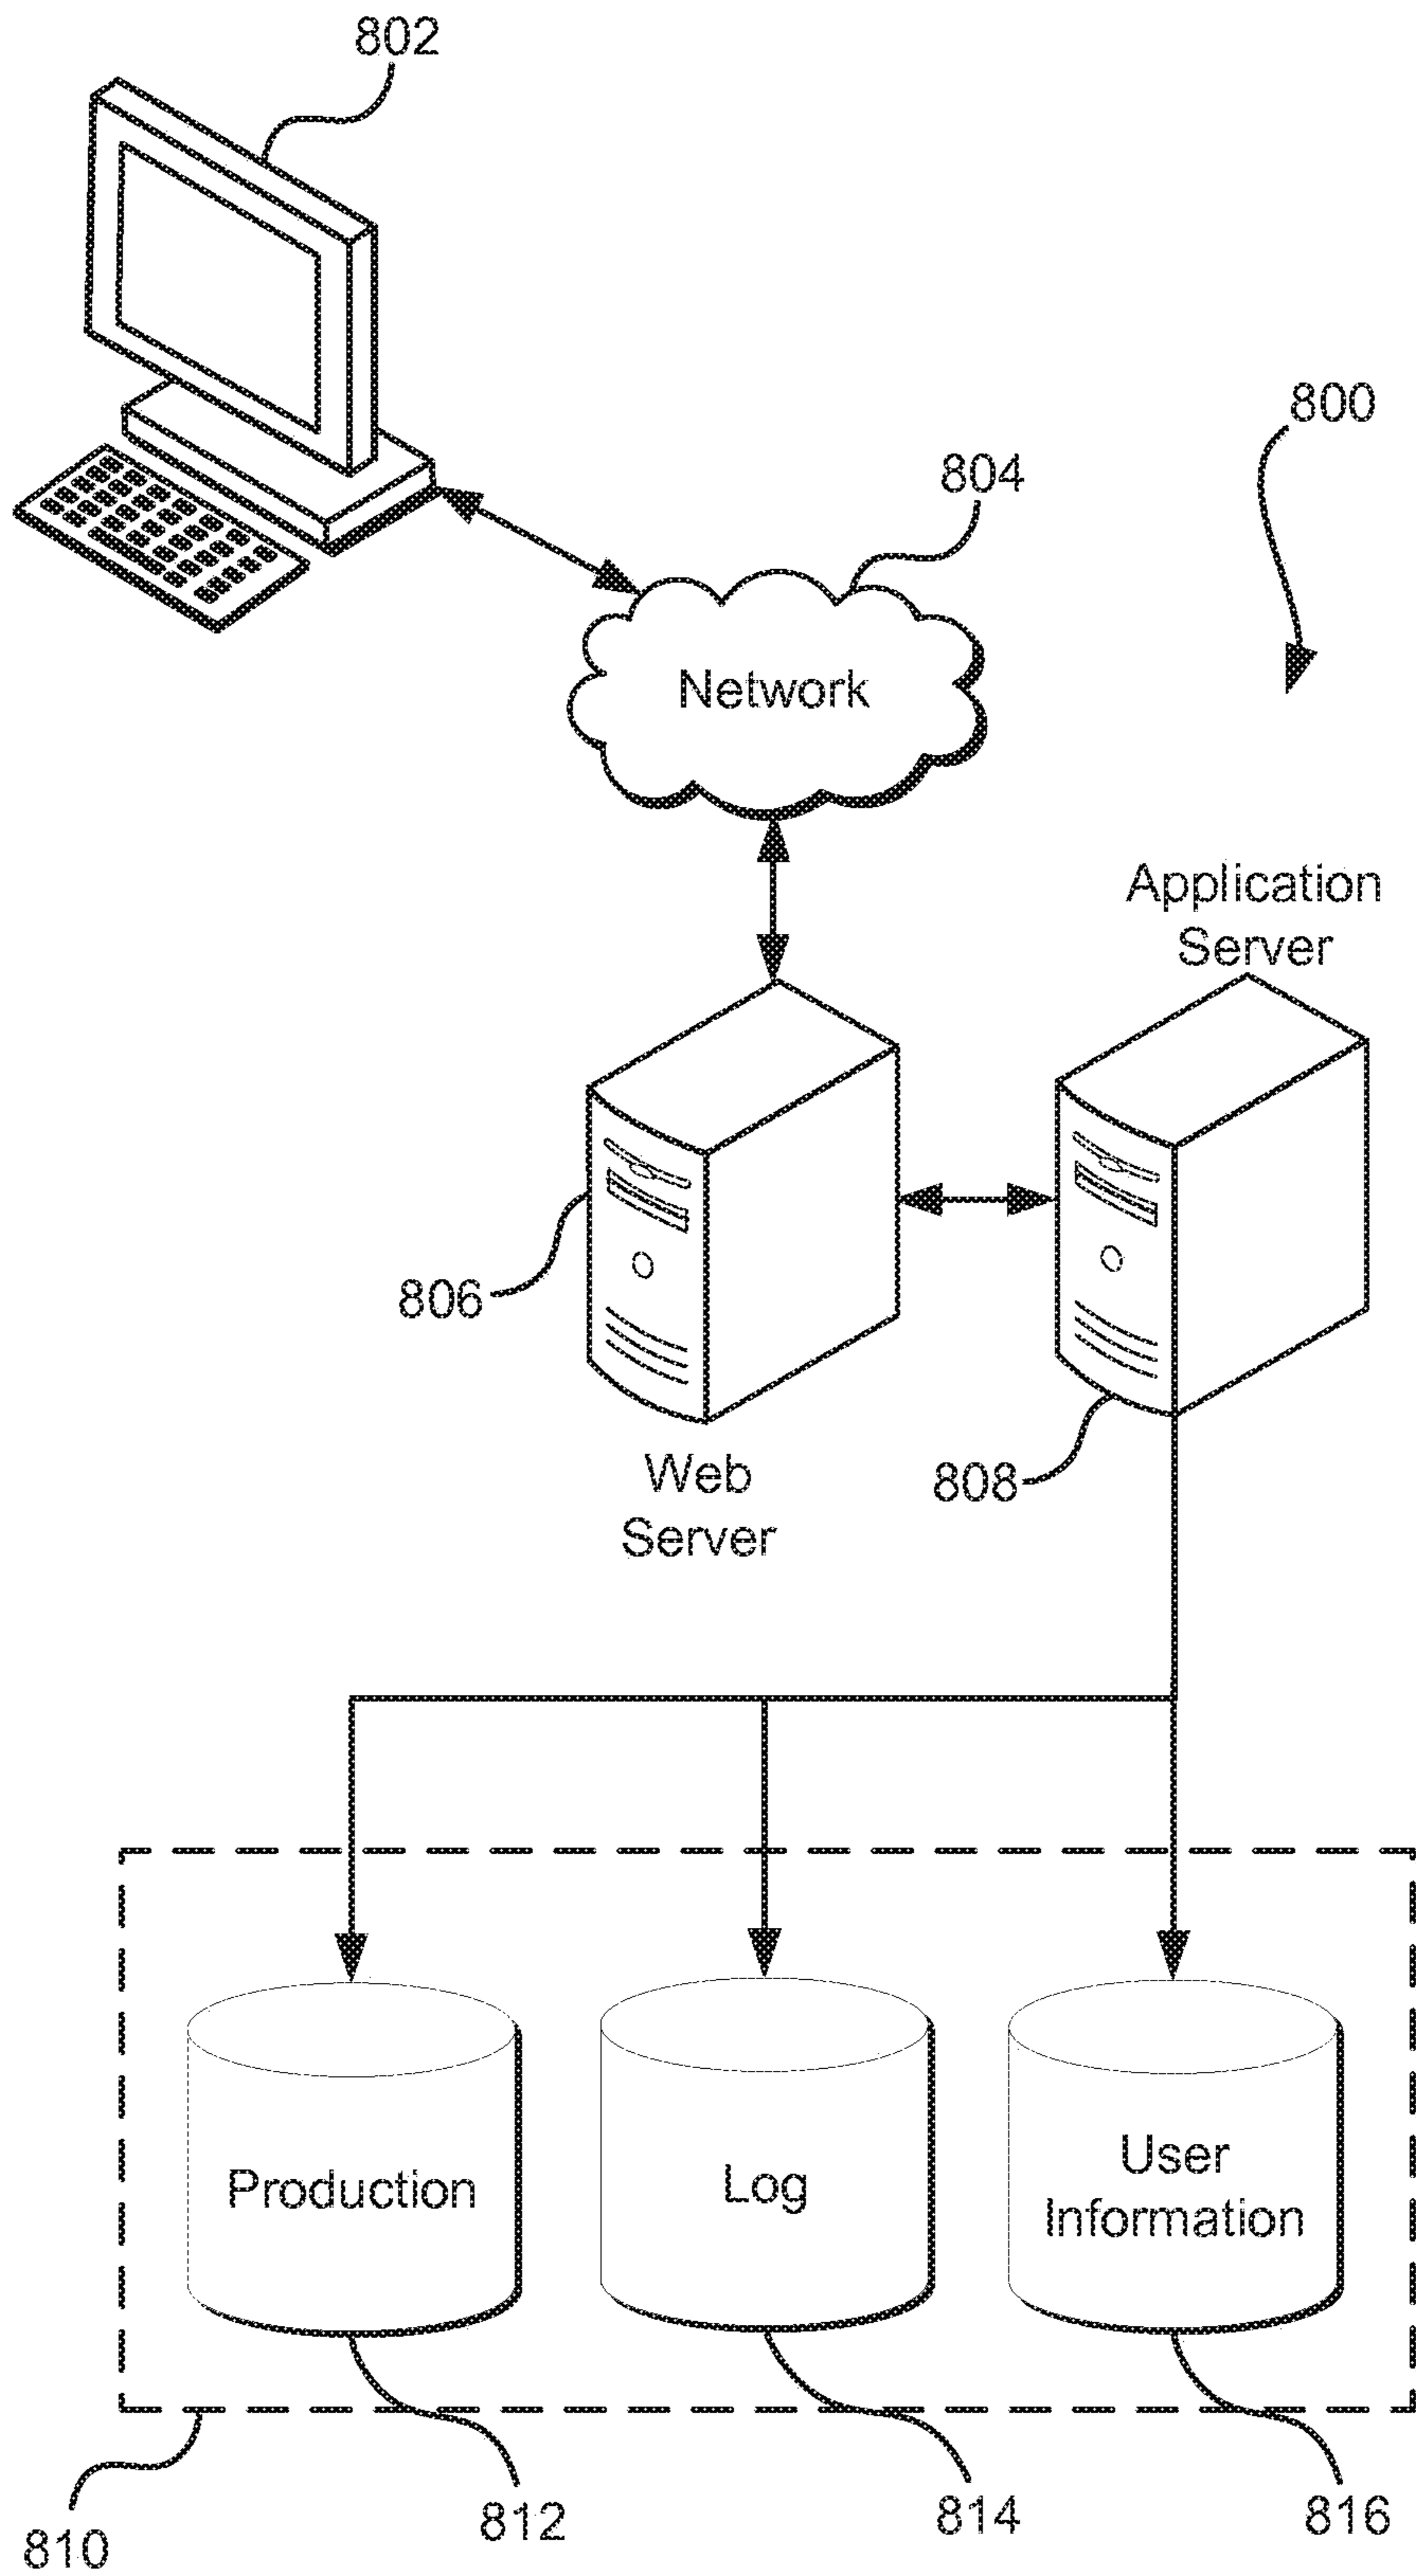 802
800
804
Network
Application
Server
806
808
Web
Server
Production
Log
User
Information
810
812
814
816